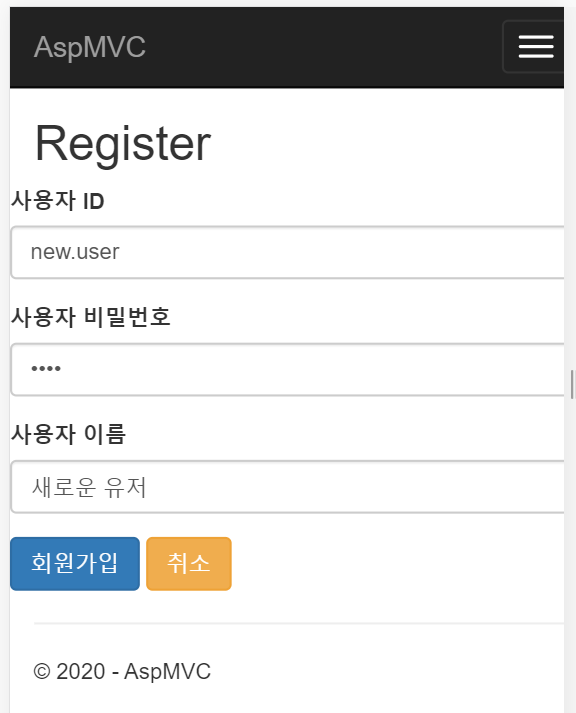 AspMVC
Register
사용자 ID
new.user
사용자 비밀번호
••••
사용자 이름
새로운 유저
회원가입 취소
© 2020 - AspMVC